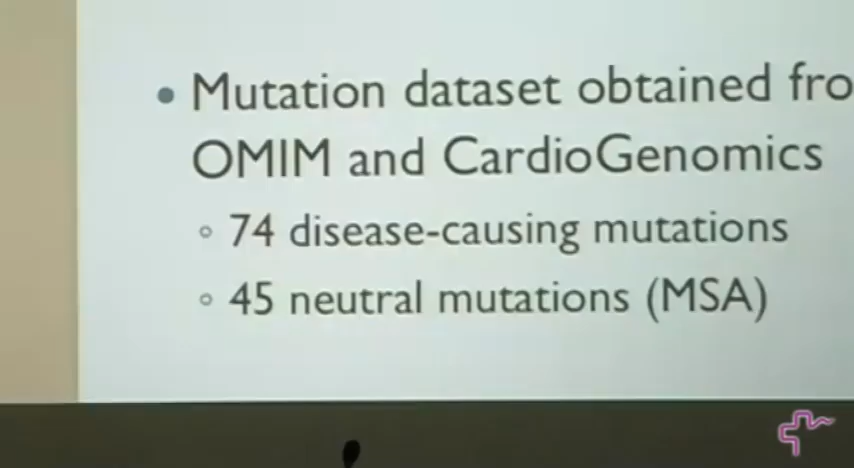 • Mutation dataset obtained fro
OMIM and CardioGenomics
◦ 74 disease-causing mutations
◦ 45 neutral mutations (MSA)